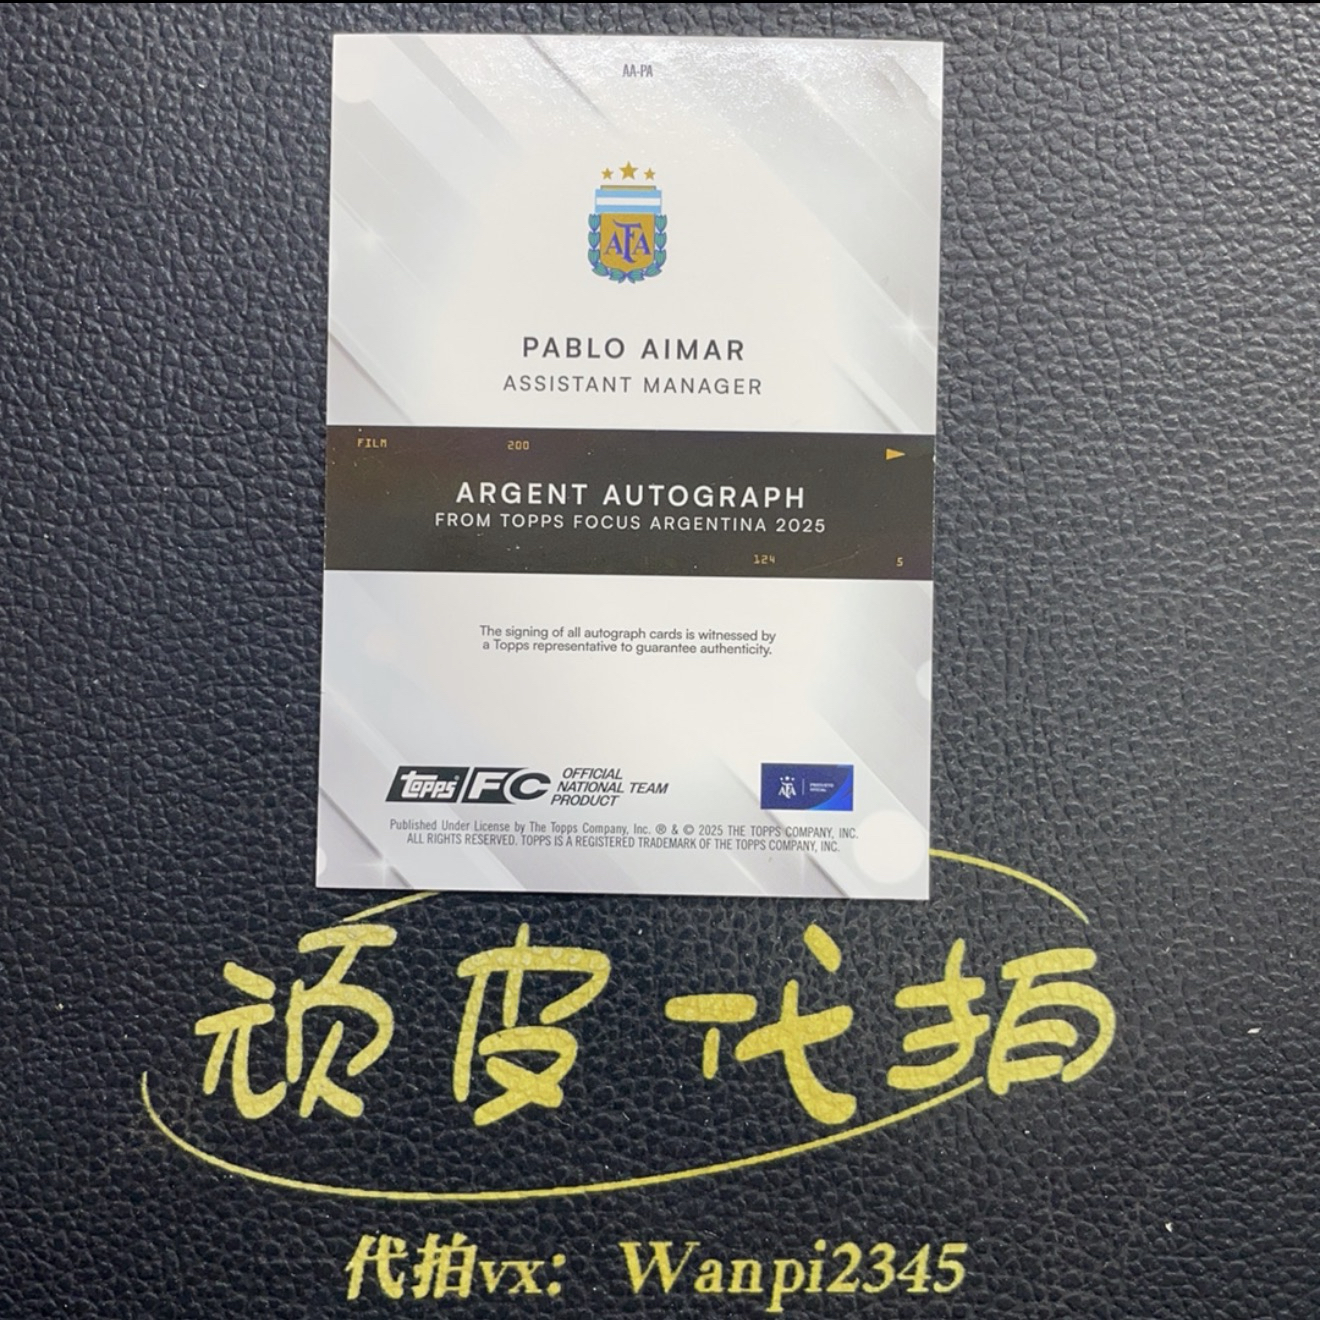 AA-PA
AFA
PABLO AIMAR
ASSISTANT MANAGER
FILM 200
ARGENT AUTOGRAPH
FROM TOPPS FOCUS ARGENTINA 2025
124 5
The signing of all autograph cards is witnessed by
a Topps representative to guarantee authenticity.
topps FC
OFFICIAL
NATIONAL TEAM
PRODUCT
AFA
Published Under License by The Topps Company, Inc. ® & © 2025 THE TOPPS COMPANY, INC.
ALL RIGHTS RESERVED. TOPPS IS A REGISTERED TRADEMARK OF THE TOPPS COMPANY, INC.
顽皮代拍
代拍vx: Wanpi2345